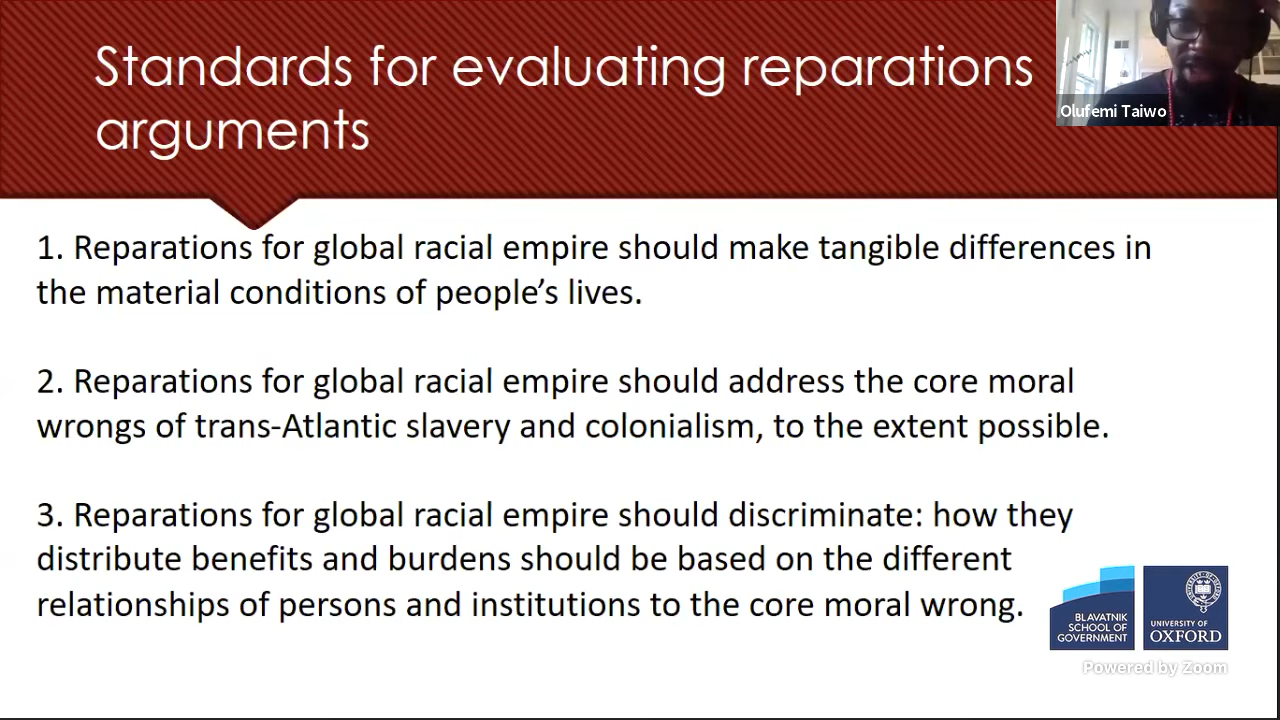 Standards for evaluating reparations
arguments
Olufemi Taiwo
1. Reparations for global racial empire should make tangible differences in
the material conditions of people’s lives.
2. Reparations for global racial empire should address the core moral
wrongs of trans-Atlantic slavery and colonialism, to the extent possible.
3. Reparations for global racial empire should discriminate: how they
distribute benefits and burdens should be based on the different
relationships of persons and institutions to the core moral wrong.
BLAVATNIK
SCHOOL OF
GOVERNMENT
UNIVERSITY OF
OXFORD
Powered by Zoom